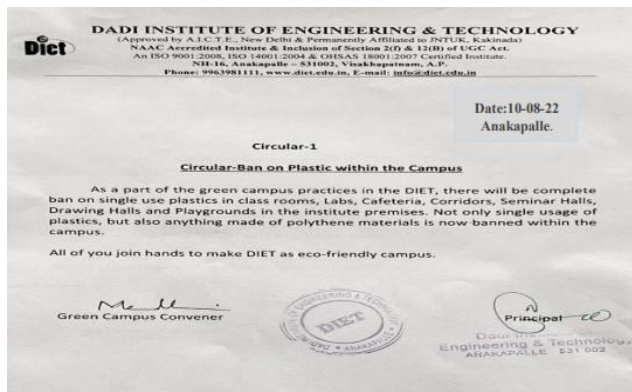 Diet
DADI INSTITUTE OF ENGINEERING & TECHNOLOGY
(Approved by A.I.C.T.E., New Delhi & Permanently Affiliated to JNTUK, Kakinada)
NAAC Accredited Institute & Inclusion of Section 2(f) & 12(B) of UGC Act.
An ISO 9001:2008, ISO 14001:2004 & OHSAS 18001:2007 Certified Institute.
NH-16, Anakapalle – 531002, Visakhapatnam, A.P.
Phone: 9963981111, www.diet.edu.in, E-mail: info@diet.edu.in
Date:10-08-22
Anakapalle.
Circular-1
Circular-Ban on Plastic within the Campus
As a part of the green campus practices in the DIET, there will be complete
ban on single use plastics in class rooms, Labs, Cafeteria, Corridors, Seminar Halls,
Drawing Halls and Playgrounds in the institute premises. Not only single usage of
plastics, but also anything made of polythene materials is now banned within the
campus.
All of you join hands to make DIET as eco-friendly campus.
Green Campus Convener
DIET
Principal
Engineering & Technology,
ANAKAPALLE 531 002